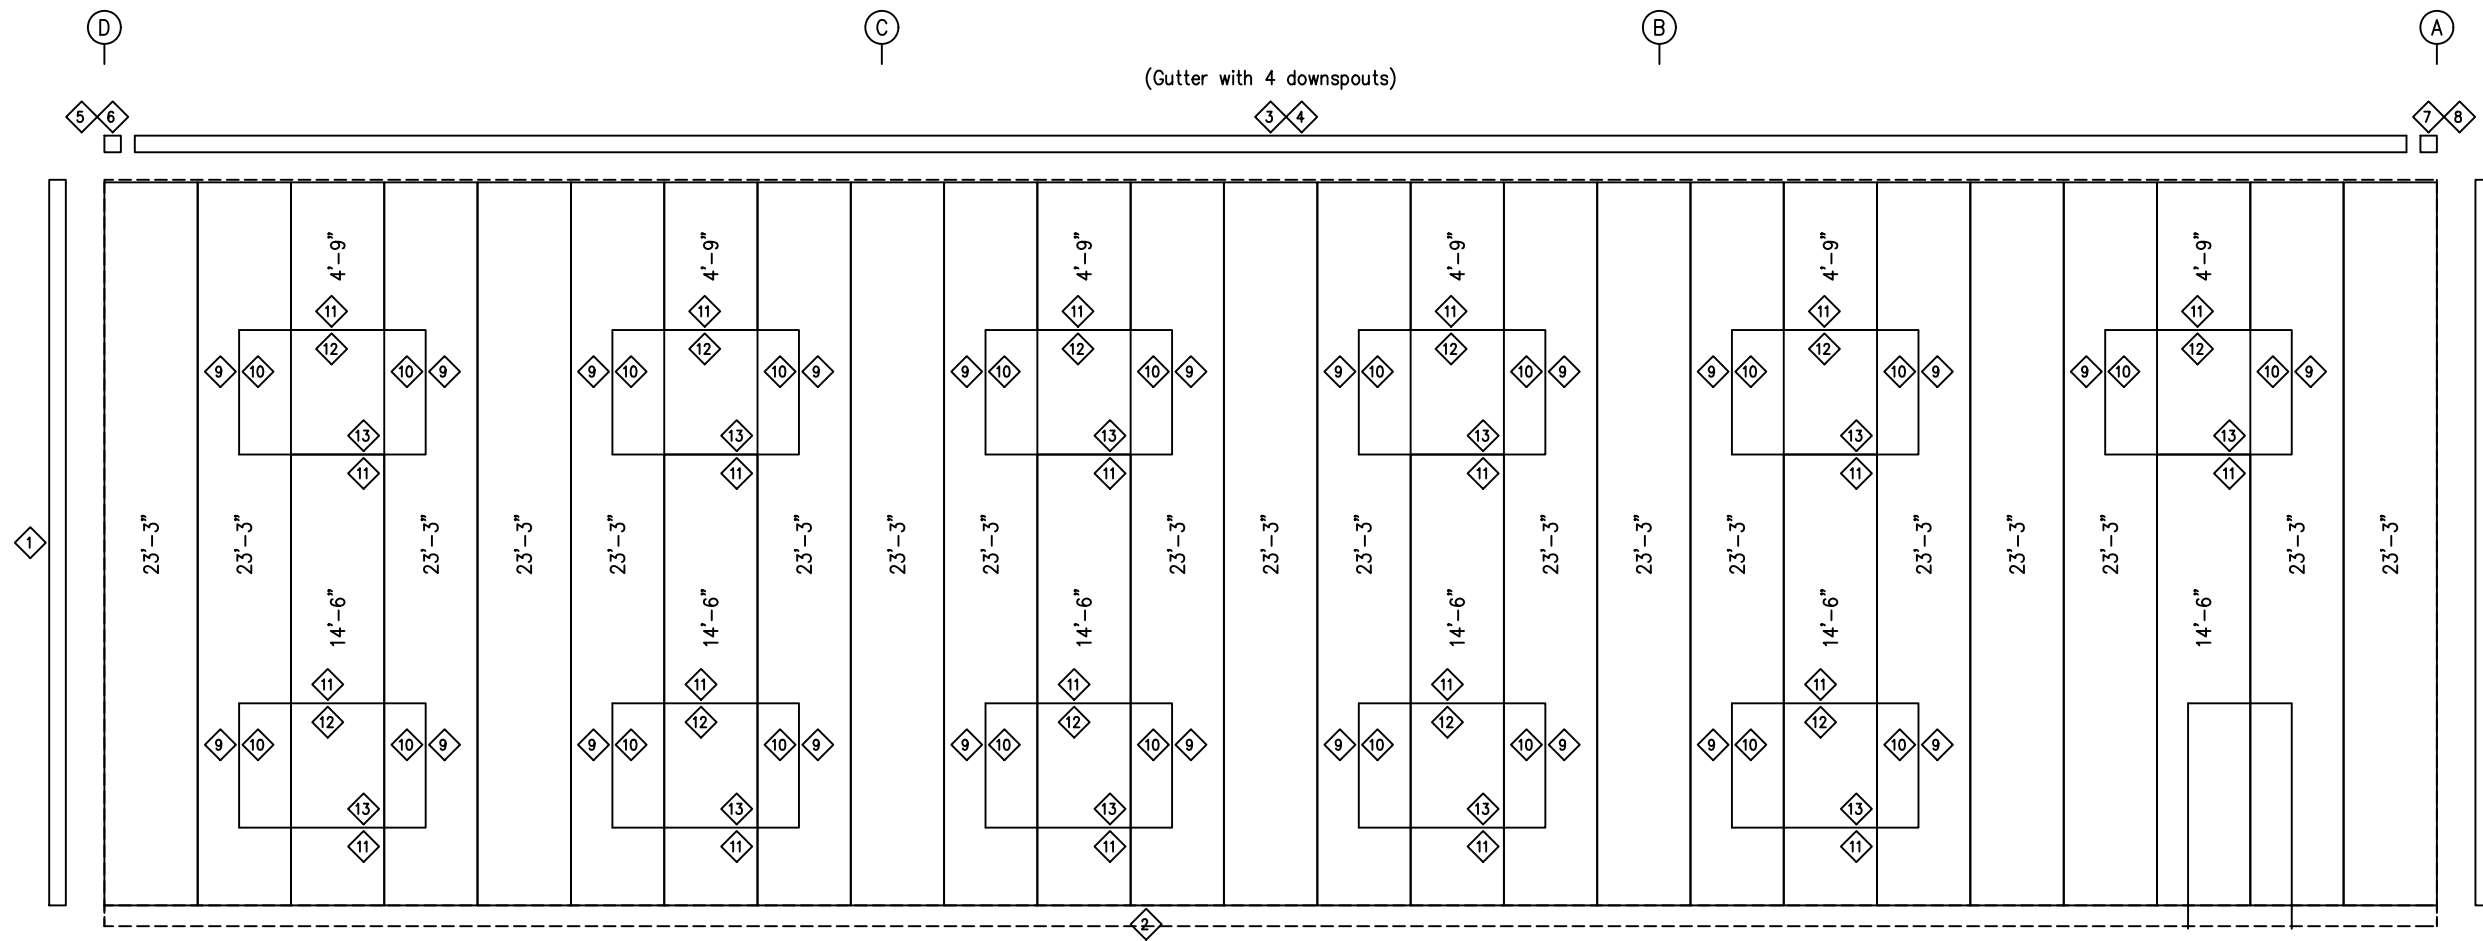 D C B A
(Gutter with 4 downspouts)
5 6 3 4 7 8
4'-9" 4'-9" 4'-9" 4'-9" 4'-9" 4'-9"
11 11 11 11 11 11
12 12 12 12 12 12
9 10 10 9 9 10 10 9 9 10 10 9 9 10 10 9 9 10 10 9 9 10 10 9
13 13 13 13 13 13
11 11 11 11 11 11
1 23'-3" 23'-3" 23'-3" 23'-3" 23'-3" 23'-3" 23'-3" 23'-3" 23'-3" 23'-3" 23'-3" 23'-3" 23'-3" 23'-3" 23'-3" 23'-3" 23'-3" 23'-3" 23'-3"
14'-6" 14'-6" 14'-6" 14'-6" 14'-6" 14'-6"
11 11 11 11 11
12 12 12 12 12
9 10 10 9 9 10 10 9 9 10 10 9 9 10 10 9 9 10 10 9
13 13 13 13 13
11 11 11 11 11
2